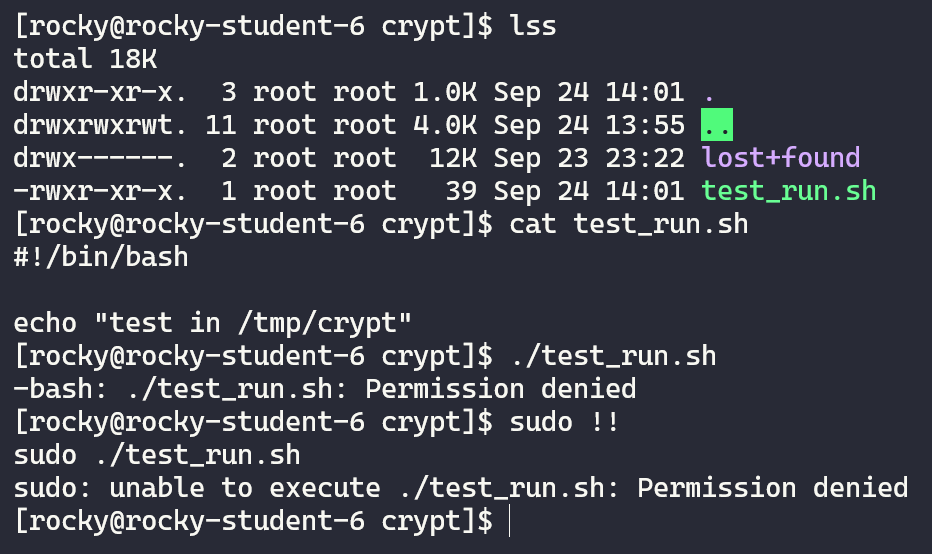 [rocky@rocky-student-6 crypt]$ lss
total 18K
drwxr-xr-x.  3 root root 1.0K Sep 24 14:01 .
drwxrwxrwt. 11 root root 4.0K Sep 24 13:55 ..
drwx------.  2 root root  12K Sep 23 23:22 lost+found
-rwxr-xr-x.  1 root root   39 Sep 24 14:01 test_run.sh
[rocky@rocky-student-6 crypt]$ cat test_run.sh
#!/bin/bash

echo "test in /tmp/crypt"
[rocky@rocky-student-6 crypt]$ ./test_run.sh
-bash: ./test_run.sh: Permission denied
[rocky@rocky-student-6 crypt]$ sudo !!
sudo ./test_run.sh
sudo: unable to execute ./test_run.sh: Permission denied
[rocky@rocky-student-6 crypt]$